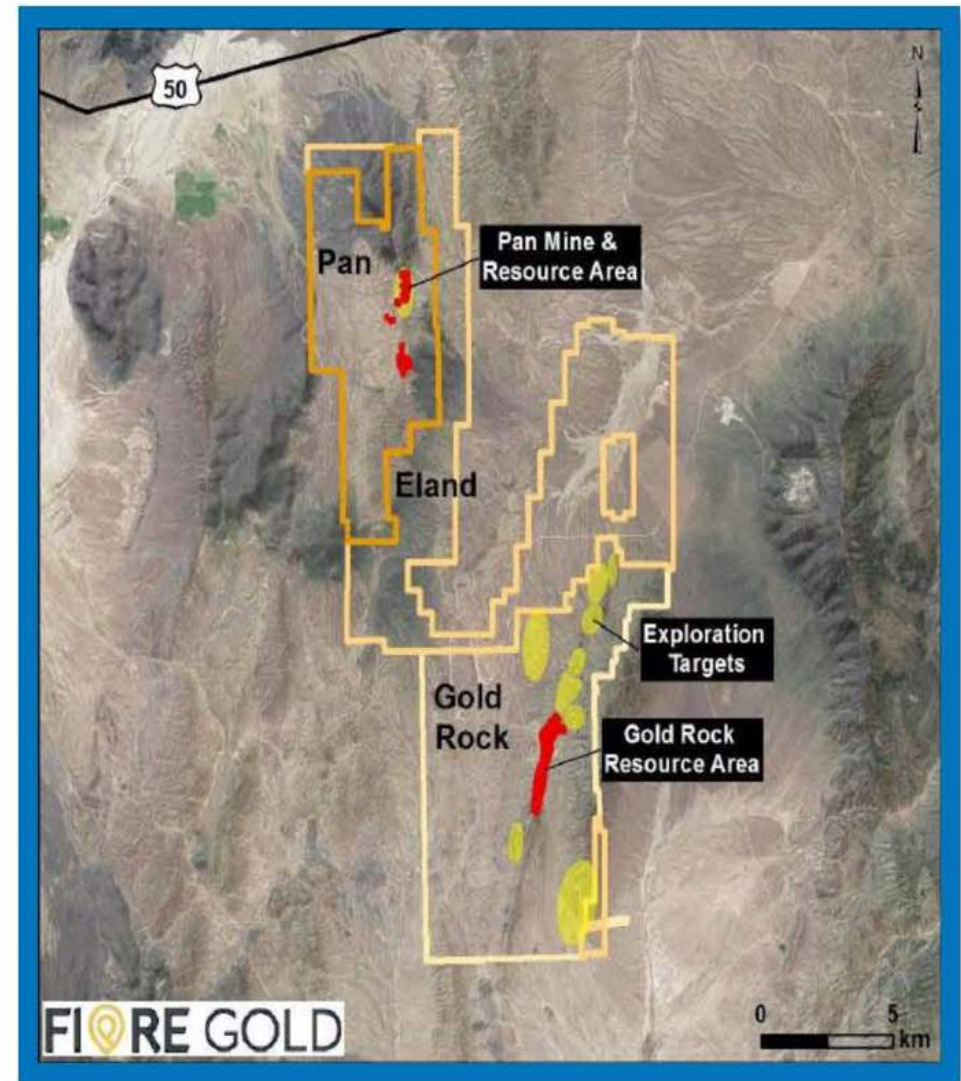 50
N
Pan
Pan Mine &
Resource Area
Eland
Exploration
Targets
Gold
Rock
Gold Rock
Resource Area
FIORE GOLD
0 5
km